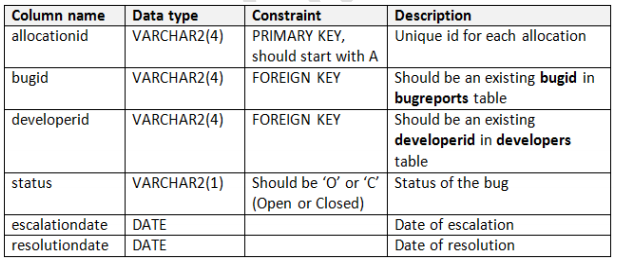 Column name Data type Constraint Description
allocationid VARCHAR2(4) PRIMARY KEY, Unique id for each allocation
should start with A
bugid VARCHAR2(4) FOREIGN KEY Should be an existing bugid in
bugreports table
developerid VARCHAR2(4) FOREIGN KEY Should be an existing
developerid in developers
table
status VARCHAR2(1) Should be ‘O’ or ‘C’ Status of the bug
(Open or Closed)
escalationdate DATE Date of escalation
resolutiondate DATE Date of resolution